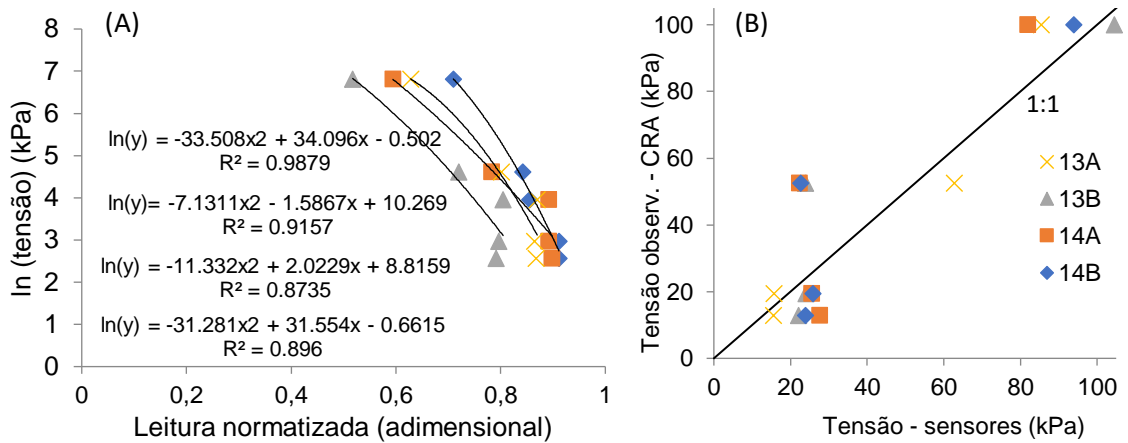 (A)
ln (tensão) (kPa)
8
7
6
5
4
3
2
1
0
ln(y) = -33.508x2 + 34.096x - 0.502
R² = 0.9879
ln(y)= -7.1311x2 - 1.5867x + 10.269
R² = 0.9157
ln(y) = -11.332x2 + 2.0229x + 8.8159
R² = 0.8735
ln(y) = -31.281x2 + 31.554x - 0.6615
R² = 0.896
0 0,2 0,4 0,6 0,8 1
Leitura normatizada (adimensional)
(B)
Tensão observ. - CRA (kPa)
100
80
60
40
20
0
1:1
13A
13B
14A
14B
0 20 40 60 80 100
Tensão - sensores (kPa)